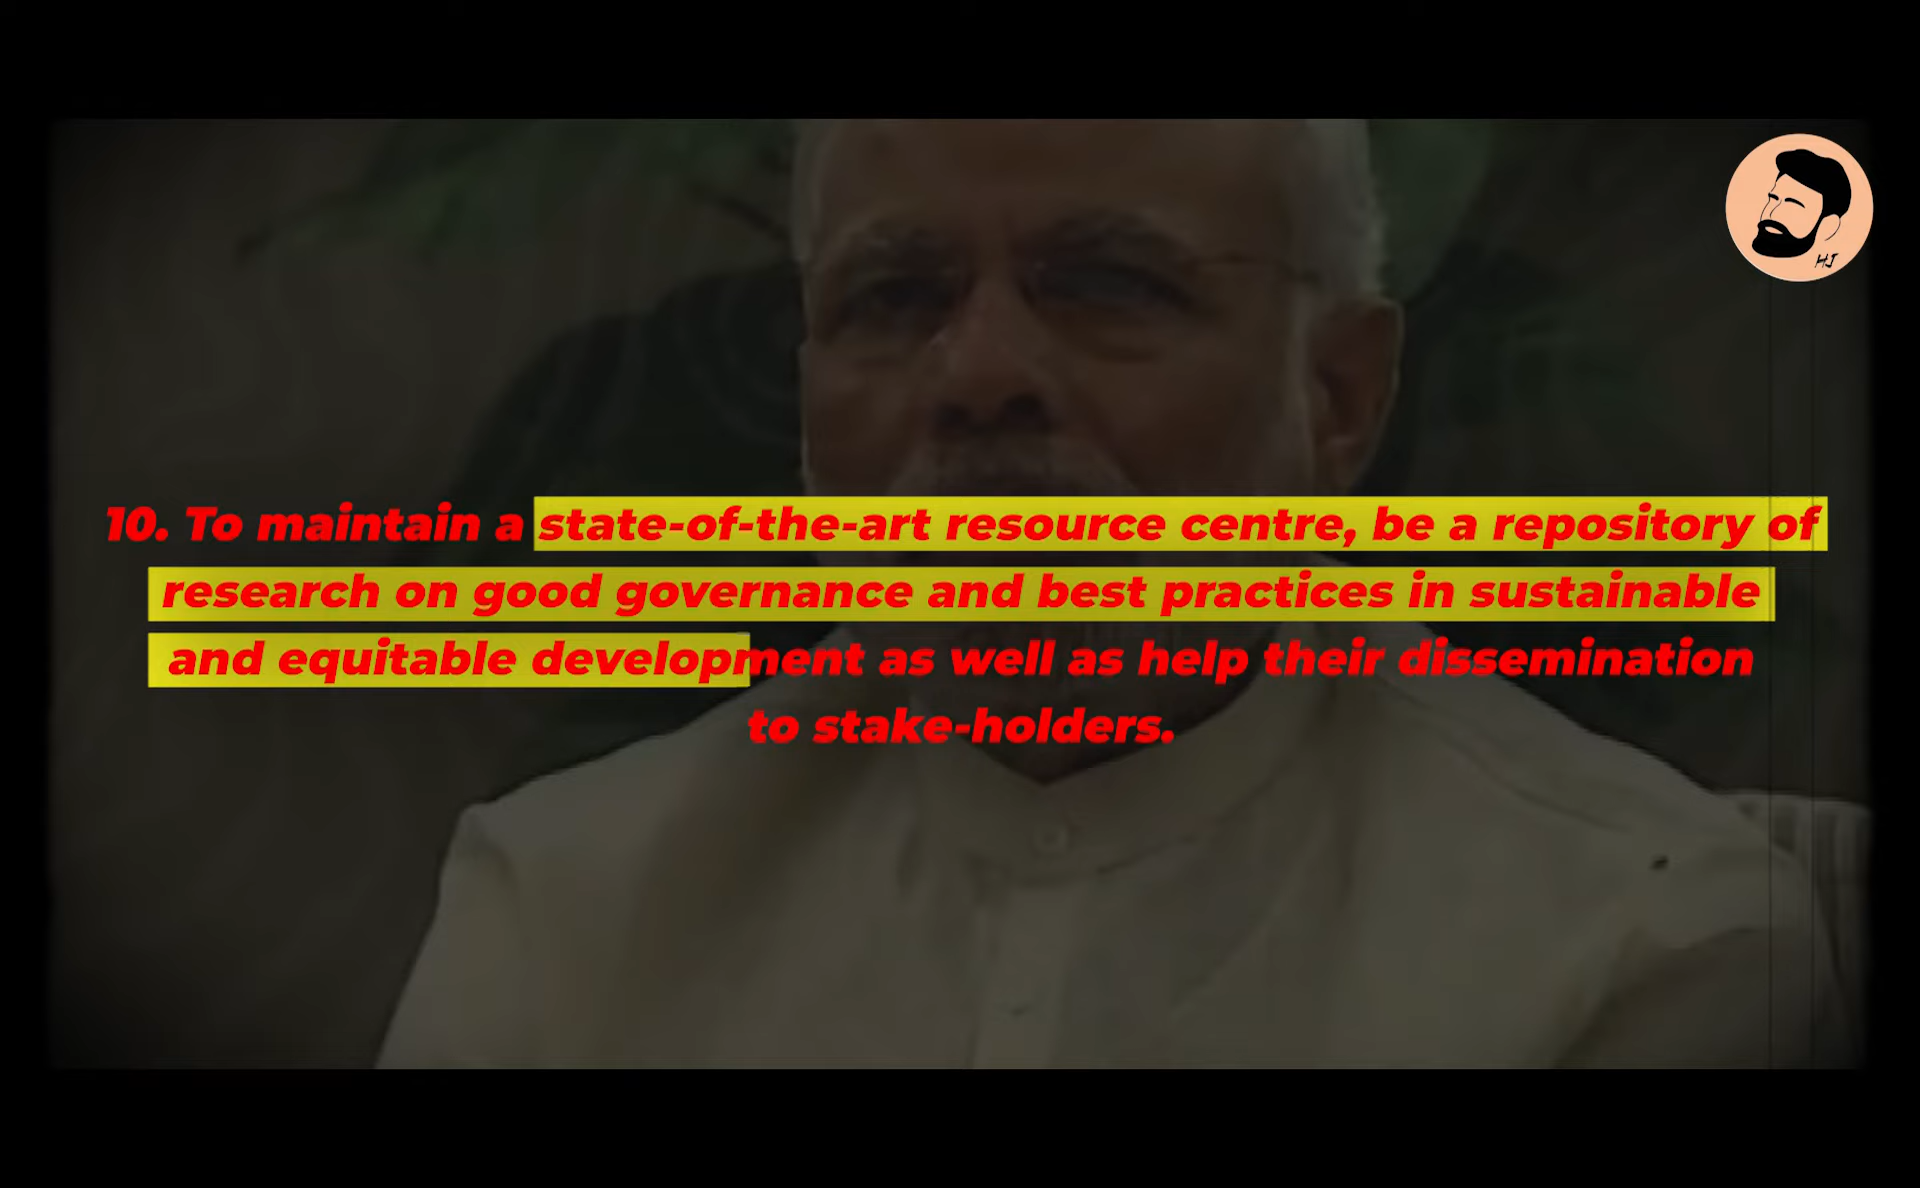 10. To maintain a state-of-the-art resource centre, be a repository of
research on good governance and best practices in sustainable
and equitable development as well as help their dissemination
to stake-holders.
HJ